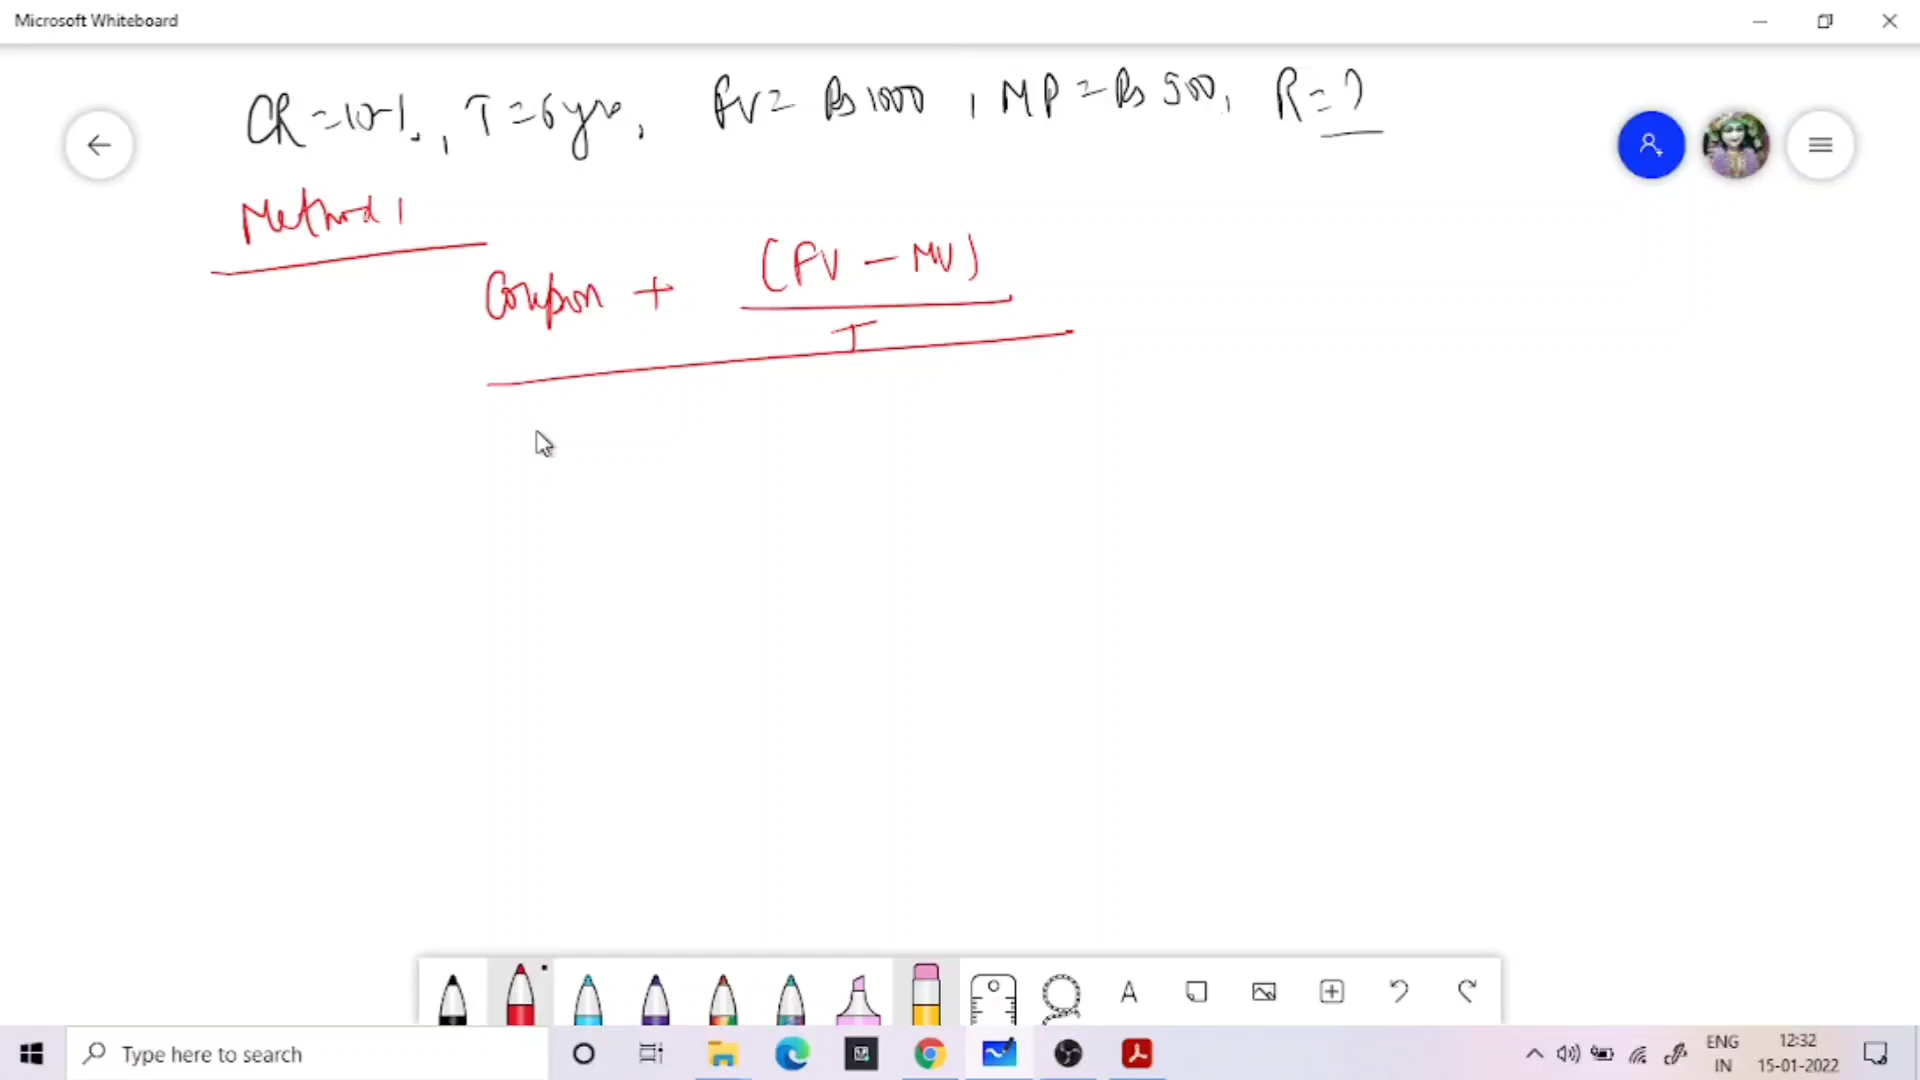 Microsoft Whiteboard
CR = 10-1. , T = 6 yrs, FV = Rs 1000 , MP = Rs 500, R = ?
Method 1
Coupon + (FV - MV)
T
A
Type here to search
ENG
IN
12:32
15-01-2022